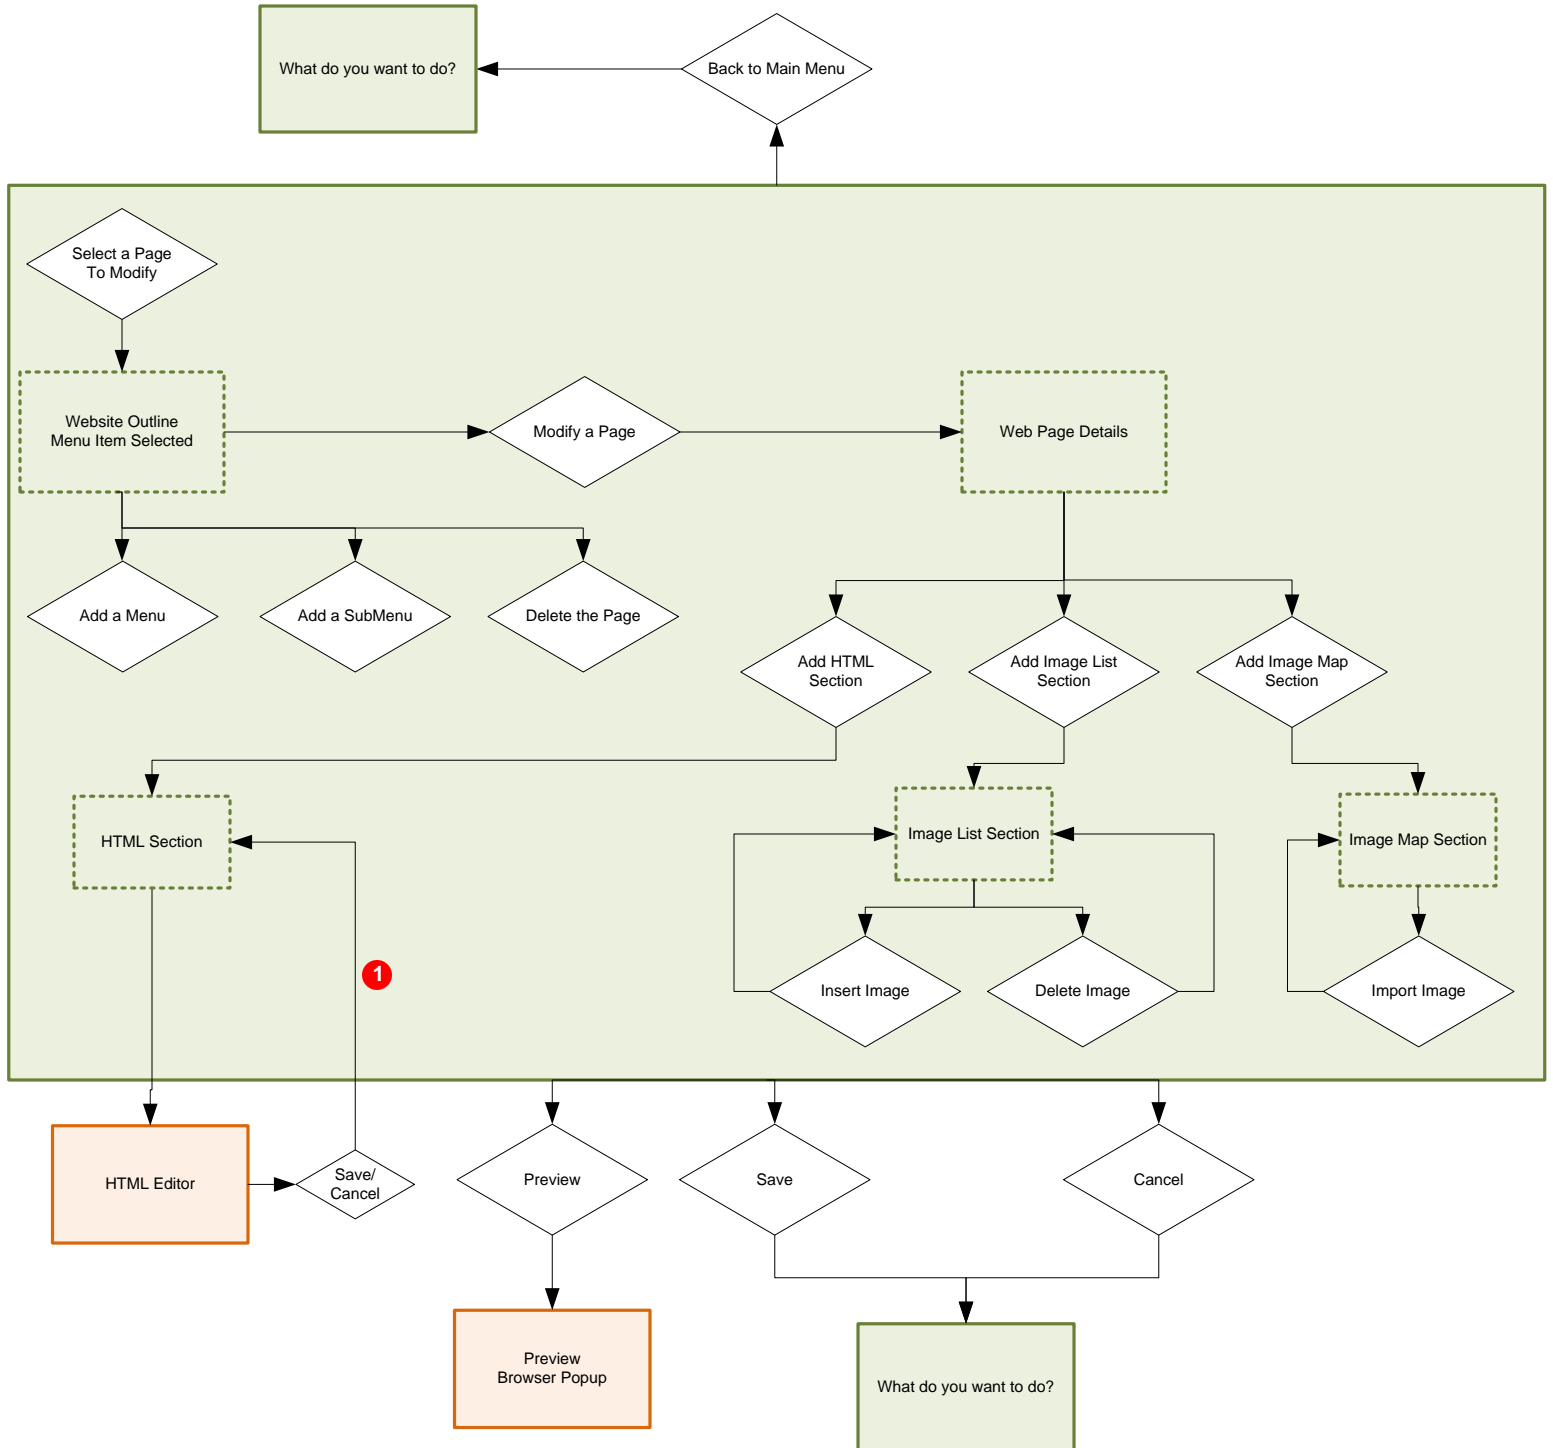 What do you want to do?
Back to Main Menu
Select a Page
To Modify
Website Outline
Menu Item Selected
Modify a Page
Web Page Details
Add a Menu
Add a SubMenu
Delete the Page
Add HTML
Section
Add Image List
Section
Add Image Map
Section
HTML Section
Image List Section
Image Map Section
1
Insert Image
Delete Image
Import Image
HTML Editor
Save/
Cancel
Preview
Save
Cancel
Preview
Browser Popup
What do you want to do?